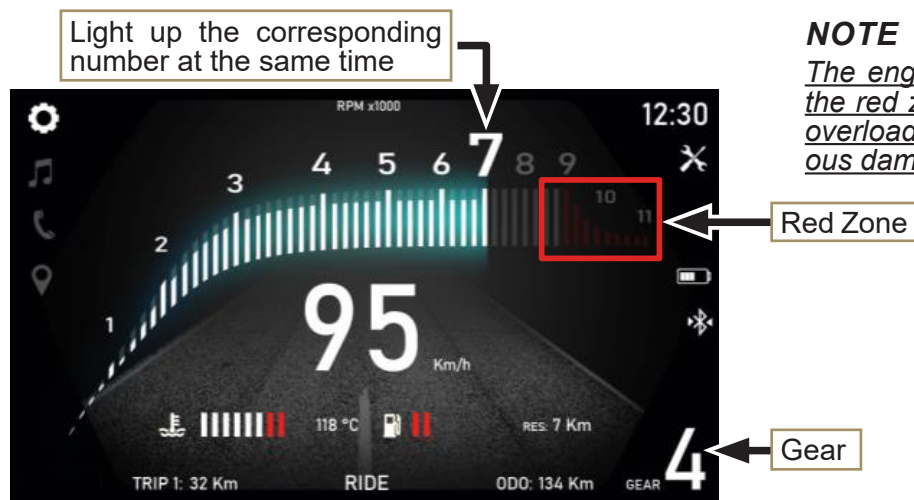 Light up the corresponding
number at the same time
NOTE
The eng
the red z
overload
ous dam
RPM x1000
12:30
1
2
3
4
5
6
7
8
9
10
11
Red Zone
95
Km/h
118 °C
RES: 7 Km
TRIP 1: 32 Km
RIDE
ODO: 134 Km
GEAR 4
Gear